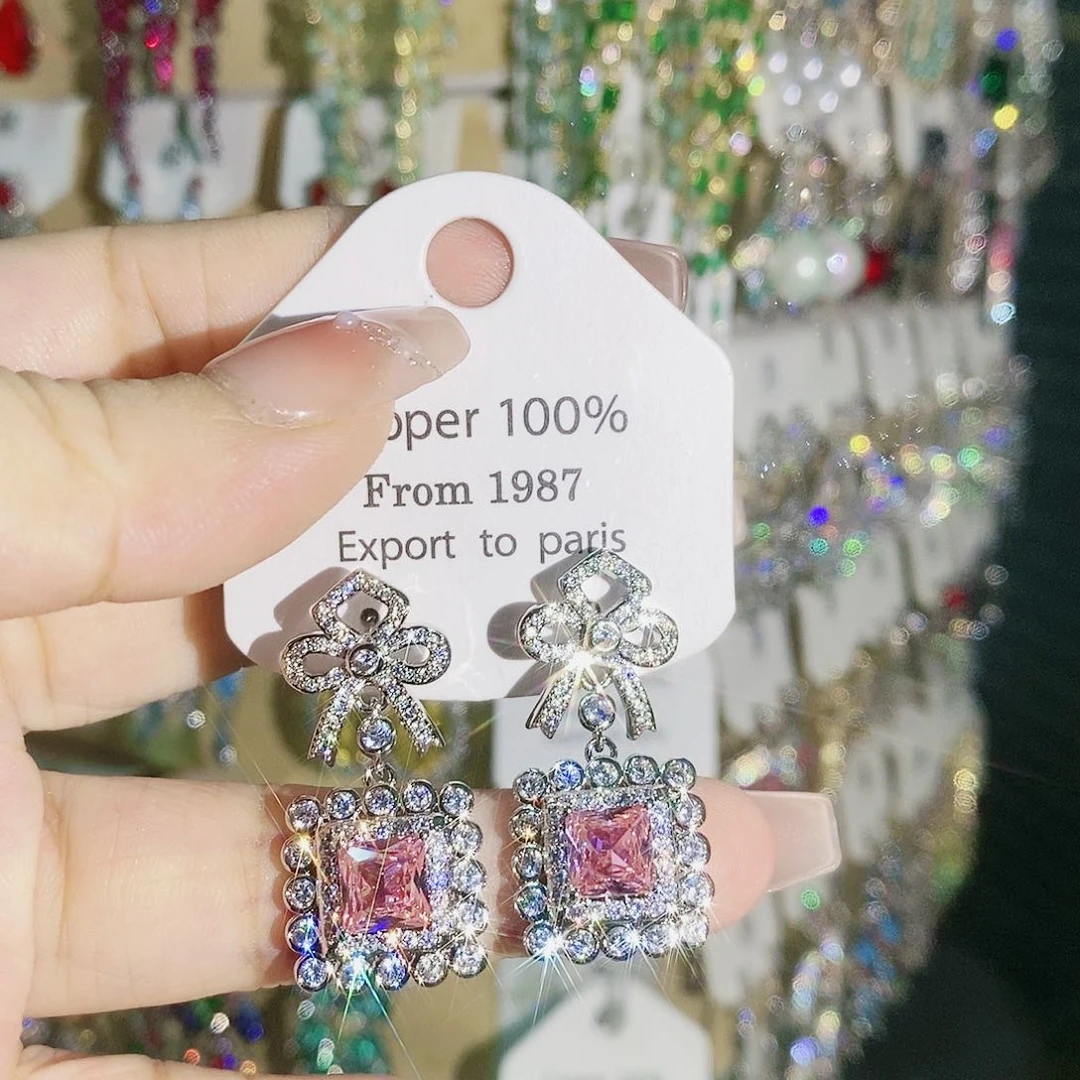 pper 100%
From 1987
Export to paris